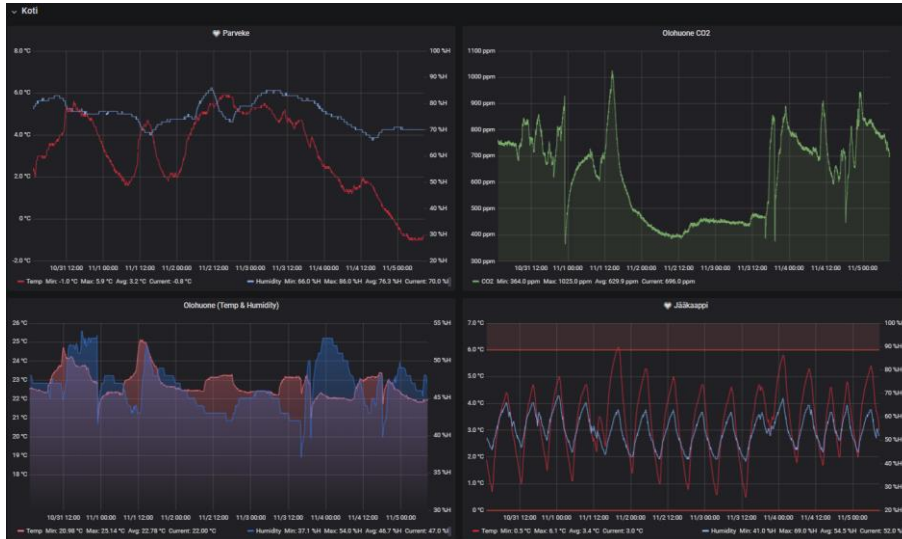 Koti
Parveke
8.0 °C
6.0 °C
4.0 °C
2.0 °C
0 °C
-2.0 °C
100 %H
90 %H
80 %H
70 %H
60 %H
50 %H
40 %H
30 %H
20 %H
10/31 12:00 11/1 00:00 11/1 12:00 11/2 00:00 11/2 12:00 11/3 00:00 11/3 12:00 11/4 00:00 11/4 12:00 11/5 00:00
Temp Min: -1.0 °C Max: 5.9 °C Avg: 3.2 °C Current: -0.8 °C
Humidity Min: 66.0 %H Max: 86.0 %H Avg: 76.3 %H Current: 70.0 %
Olohuone CO2
1100 ppm
1000 ppm
900 ppm
800 ppm
700 ppm
600 ppm
500 ppm
400 ppm
300 ppm
10/31 12:00 11/1 00:00 11/1 12:00 11/2 00:00 11/2 12:00 11/3 00:00 11/3 12:00 11/4 00:00 11/4 12:00 11/5 00:00
CO2 Min: 364.0 ppm Max: 1025.0 ppm Avg: 629.9 ppm Current: 696.0 ppm
Olohuone (Temp & Humidity)
26 °C
25 °C
24 °C
23 °C
22 °C
21 °C
20 °C
19 °C
18 °C
55 %H
50 %H
45 %H
40 %H
35 %H
30 %H
10/31 12:00 11/1 00:00 11/1 12:00 11/2 00:00 11/2 12:00 11/3 00:00 11/3 12:00 11/4 00:00 11/4 12:00 11/5 00:00
Temp Min: 20.98 °C Max: 25.14 °C Avg: 22.78 °C Current: 22.00 °C
Humidity Min: 37.1 %H Max: 54.0 %H Avg: 46.7 %H Current: 47.0 %
Jääkaappi
7.0 °C
6.0 °C
5.0 °C
4.0 °C
3.0 °C
2.0 °C
1.0 °C
0 °C
100 %H
90 %H
80 %H
70 %H
60 %H
50 %H
40 %H
30 %H
20 %H
10/31 12:00 11/1 00:00 11/1 12:00 11/2 00:00 11/2 12:00 11/3 00:00 11/3 12:00 11/4 00:00 11/4 12:00 11/5 00:00
Temp Min: 0.5 °C Max: 6.1 °C Avg: 3.4 °C Current: 3.0 °C
Humidity Min: 41.0 %H Max: 69.0 %H Avg: 54.5 %H Current: 52.0 %